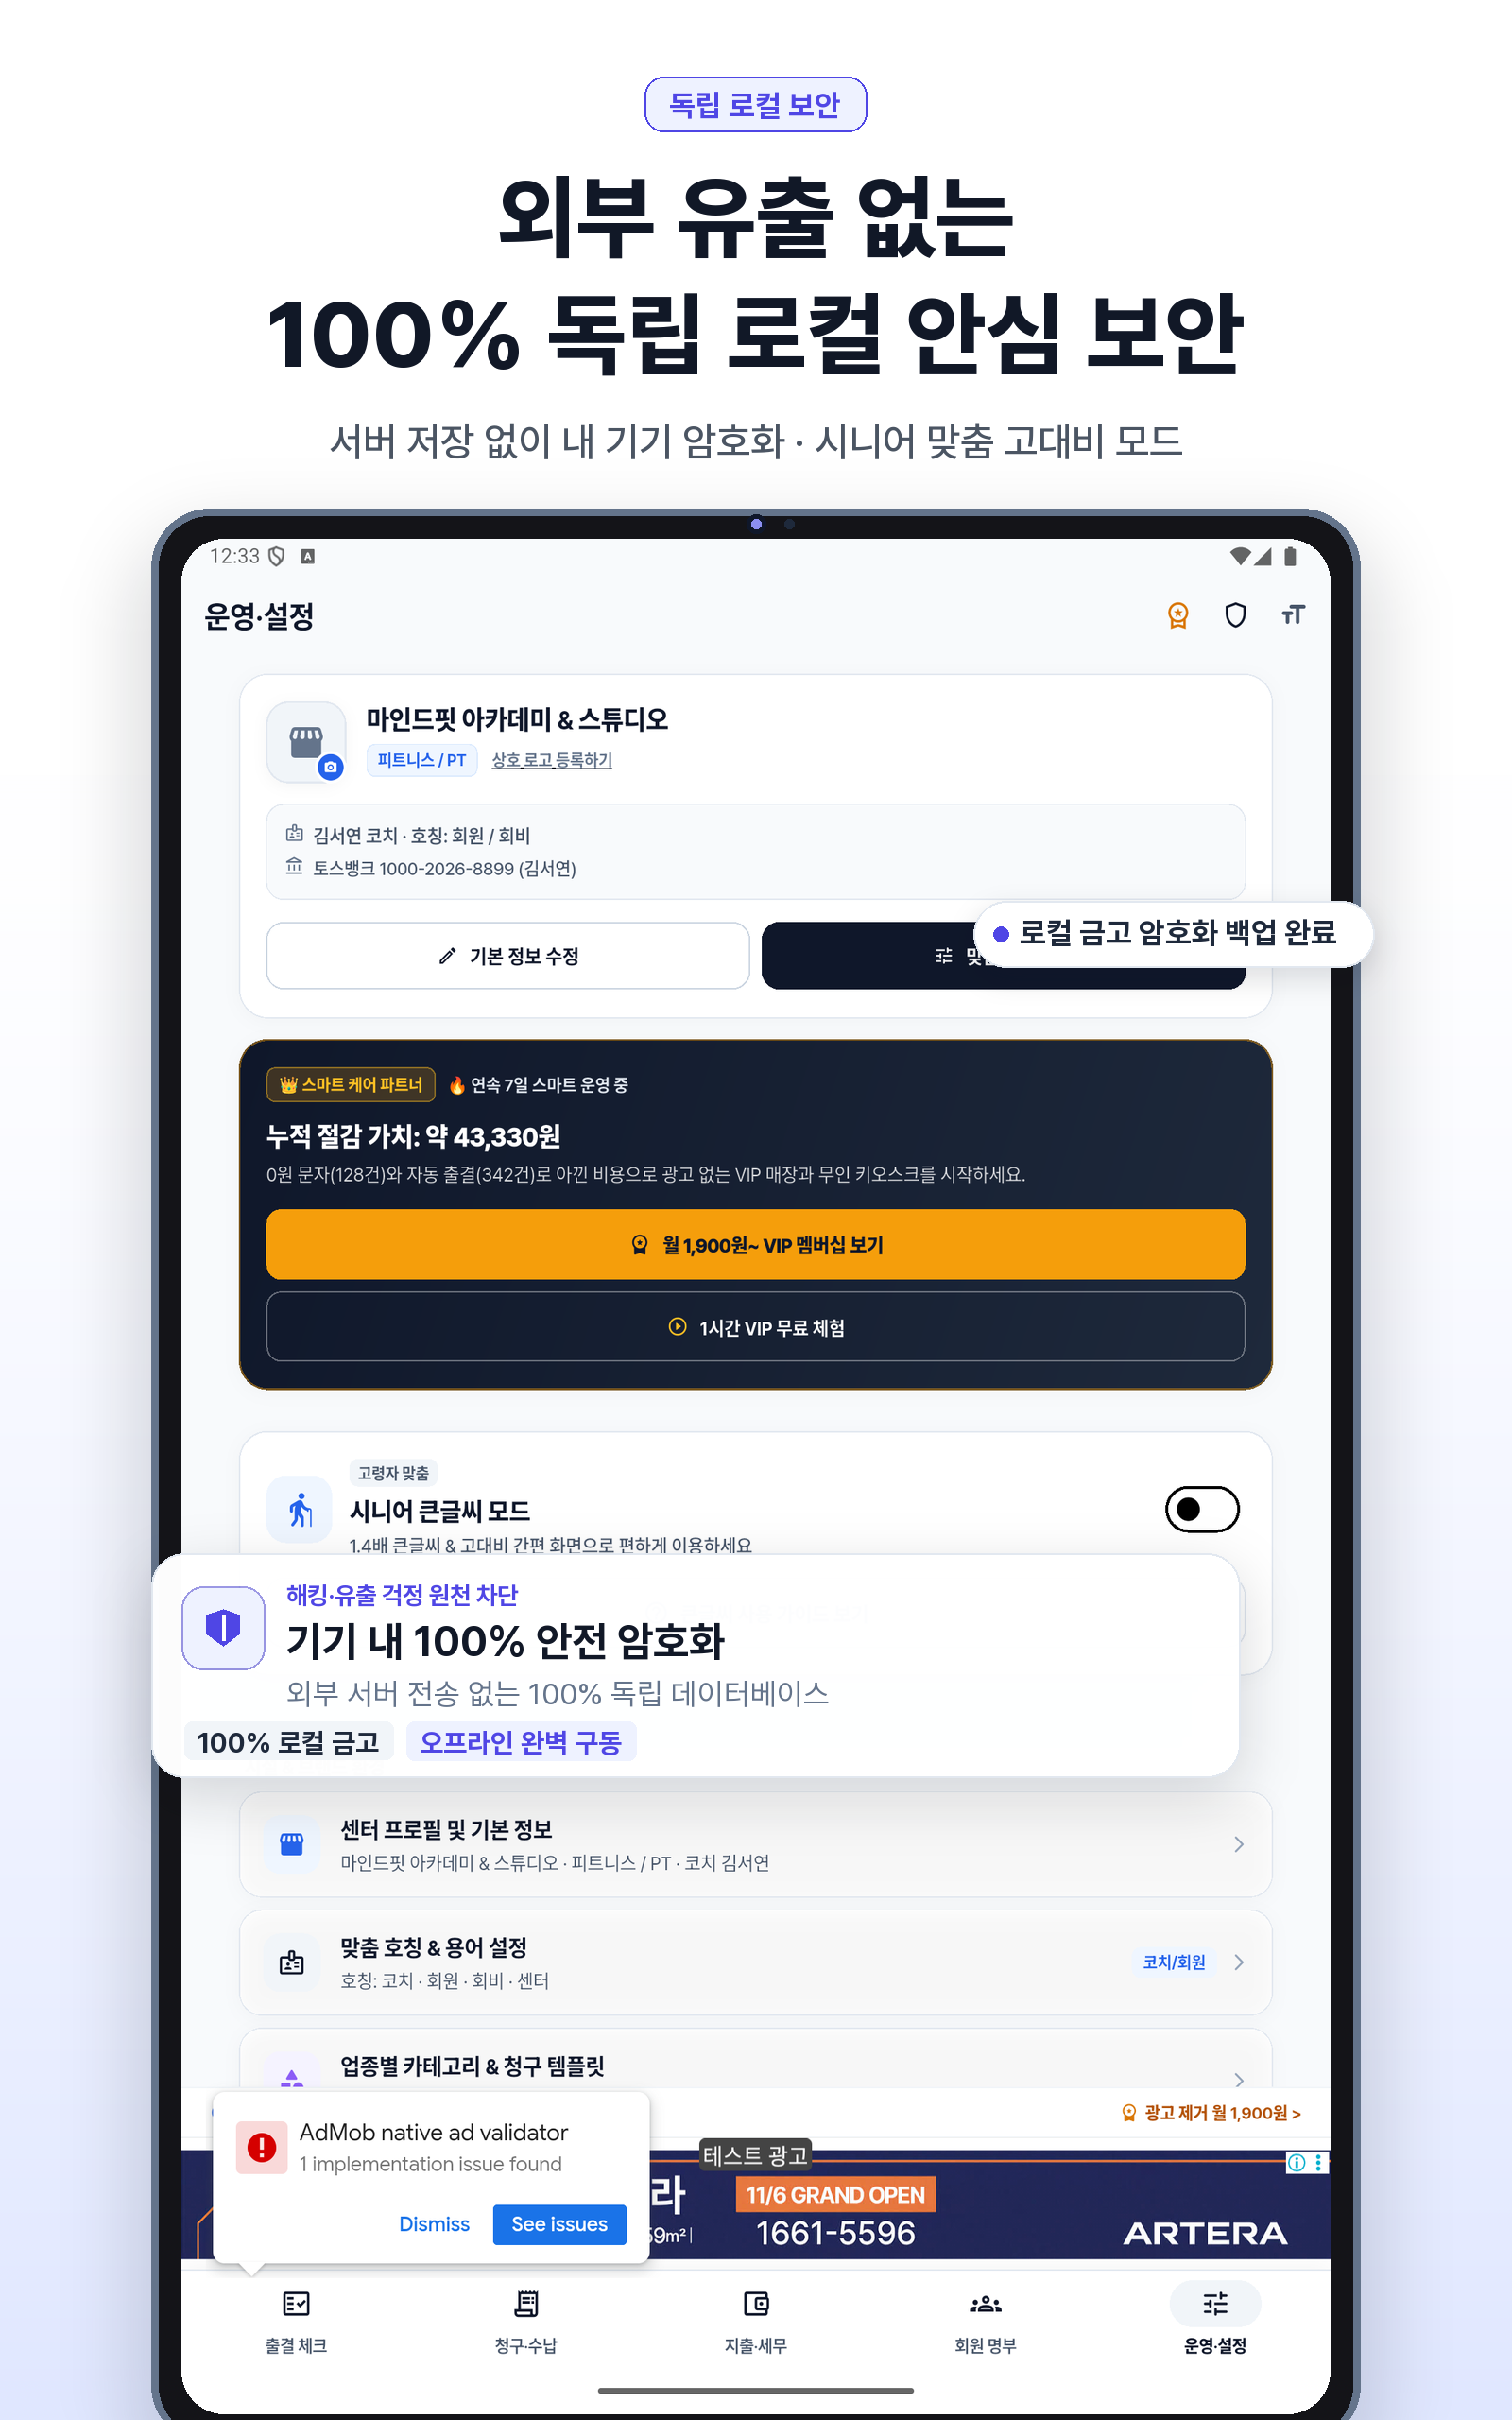 독립 로컬 보안
외부 유출 없는
100% 독립 로컬 안심 보안
서버 저장 없이 내 기기 암호화 · 시니어 맞춤 고대비 모드
12:33
운영·설정
마인드핏 아카데미 & 스튜디오
피트니스 / PT 상호 로고 등록하기
김서연 코치 · 호칭: 회원 / 회비
토스뱅크 1000-2026-8899 (김서연)
로컬 금고 암호화 백업 완료
기본 정보 수정
👑 스마트 케어 파트너 🔥 연속 7일 스마트 운영 중
누적 절감 가치: 약 43,330원
0원 문자(128건)와 자동 출결(342건)로 아낀 비용으로 광고 없는 VIP 매장과 무인 키오스크를 시작하세요.
월 1,900원~ VIP 멤버십 보기
1시간 VIP 무료 체험
고령자 맞춤
시니어 큰글씨 모드
1.4배 큰글씨 & 고대비 간편 화면으로 편하게 이용하세요
해킹·유출 걱정 원천 차단
기기 내 100% 안전 암호화
외부 서버 전송 없는 100% 독립 데이터베이스
100% 로컬 금고 오프라인 완벽 구동
센터 프로필 및 기본 정보
마인드핏 아카데미 & 스튜디오 · 피트니스 / PT · 코치 김서연
맞춤 호칭 & 용어 설정
호칭: 코치 · 회원 · 회비 · 센터
코치/회원
업종별 카테고리 & 청구 템플릿
광고 제거 월 1,900원 >
AdMob native ad validator
1 implementation issue found
Dismiss See issues
테스트 광고
라
59m² |
11/6 GRAND OPEN
1661-5596
ARTERA
출결 체크 청구·수납 지출·세무 회원 명부 운영·설정